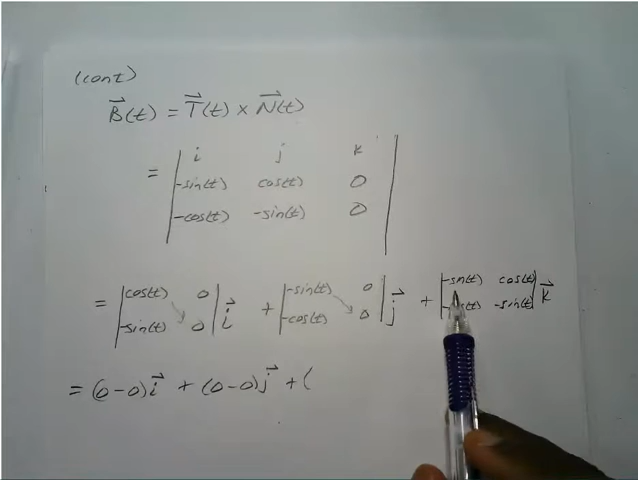 (cont)
B⃗(t) = T⃗(t) × N⃗(t)
= | i j k |
| -sin(t) cos(t) 0 |
| -cos(t) -sin(t) 0 |
= | cos(t) 0 | i⃗ + | -sin(t) 0 | j⃗ + | -sin(t) cos(t) | k⃗
| -sin(t) 0 | | -cos(t) 0 | | (t) -sin(t) |
= (0-0)i⃗ + (0-0)j⃗ + (